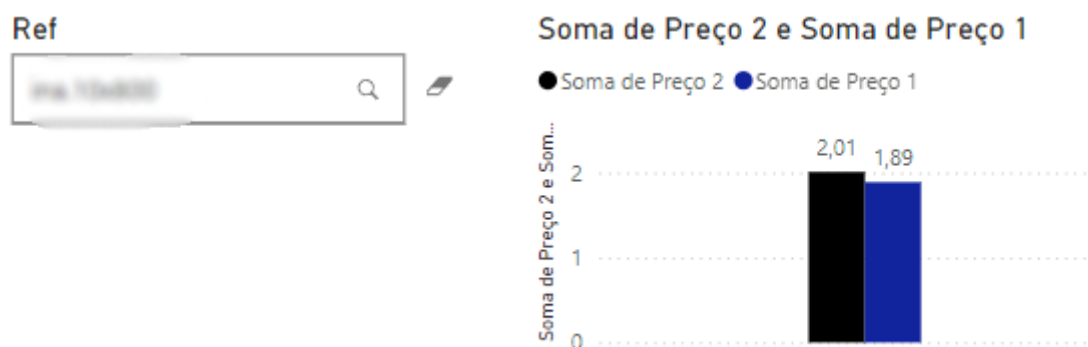 Ref
Soma de Preço 2 e Soma de Preço 1
Soma de Preço 2 Soma de Preço 1
Soma de Preço 2 e Som...
2,01
1,89
2
1
0